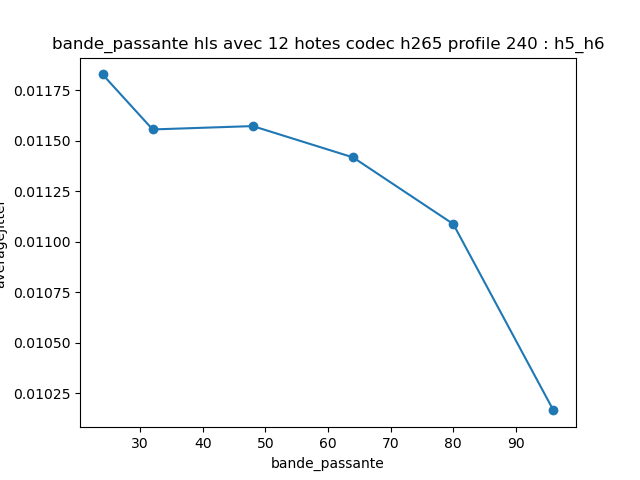 bande_passante hls avec 12 hotes codec h265 profile 240 : h5_h6
0.01175
0.01150
0.01125
0.01100
0.01075
0.01050
0.01025
averagejitter
30 40 50 60 70 80 90
bande_passante